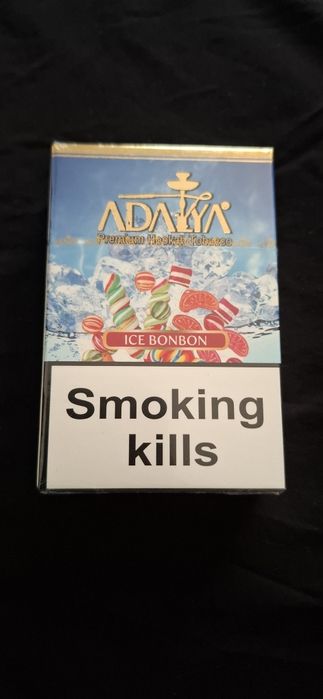 ADALYA
Premium Hookah Tobacco
ICE BONBON
Smoking
kills